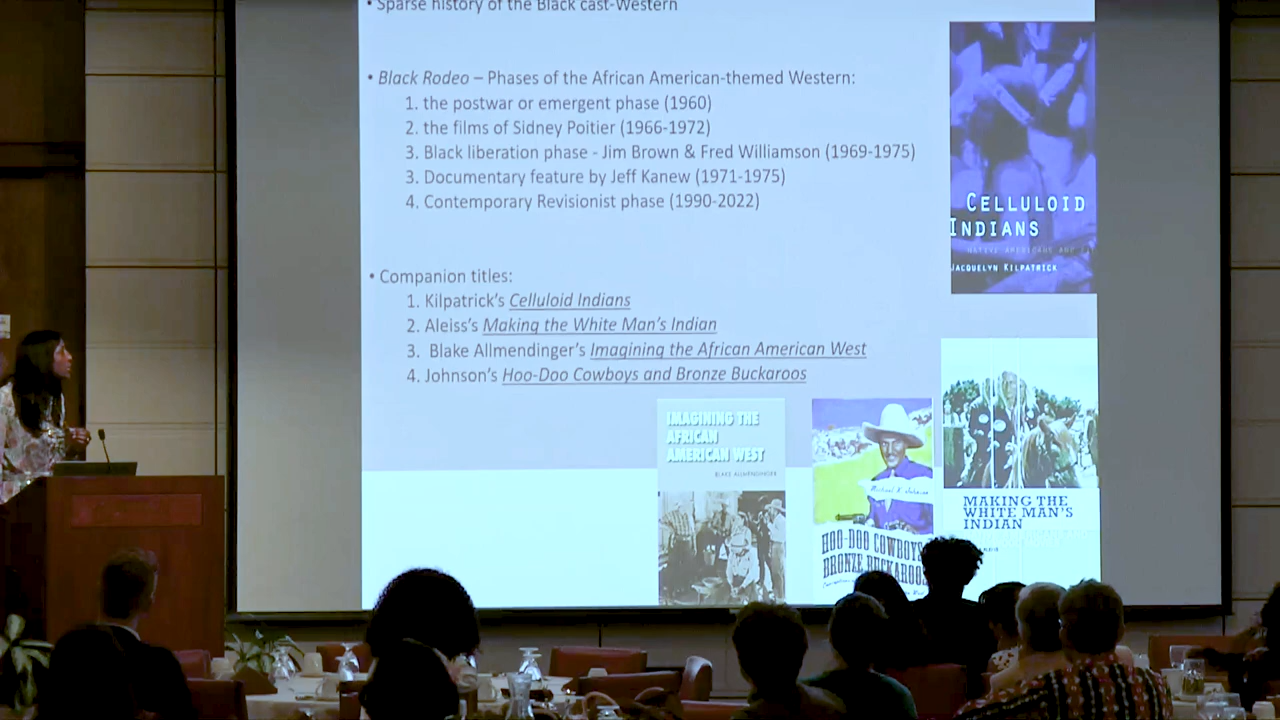 • Sparse history of the Black cast-Western
• Black Rodeo – Phases of the African American-themed Western:
1. the postwar or emergent phase (1960)
2. the films of Sidney Poitier (1966-1972)
3. Black liberation phase - Jim Brown & Fred Williamson (1969-1975)
3. Documentary feature by Jeff Kanew (1971-1975)
4. Contemporary Revisionist phase (1990-2022)
• Companion titles:
1. Kilpatrick's Celluloid Indians
2. Aleiss's Making the White Man's Indian
3. Blake Allmendinger's Imagining the African American West
4. Johnson's Hoo-Doo Cowboys and Bronze Buckaroos
CELLULOID
INDIANS
NATIVE AMERICANS AND
JACQUELYN KILPATRICK
IMAGINING THE
AFRICAN
AMERICAN WEST
BLAKE ALLMENDINGER
Michael K. Johnson
HOO-DOO COWBOYS
BRONZE BUCKAROOS
MAKING THE
WHITE MAN'S
INDIAN